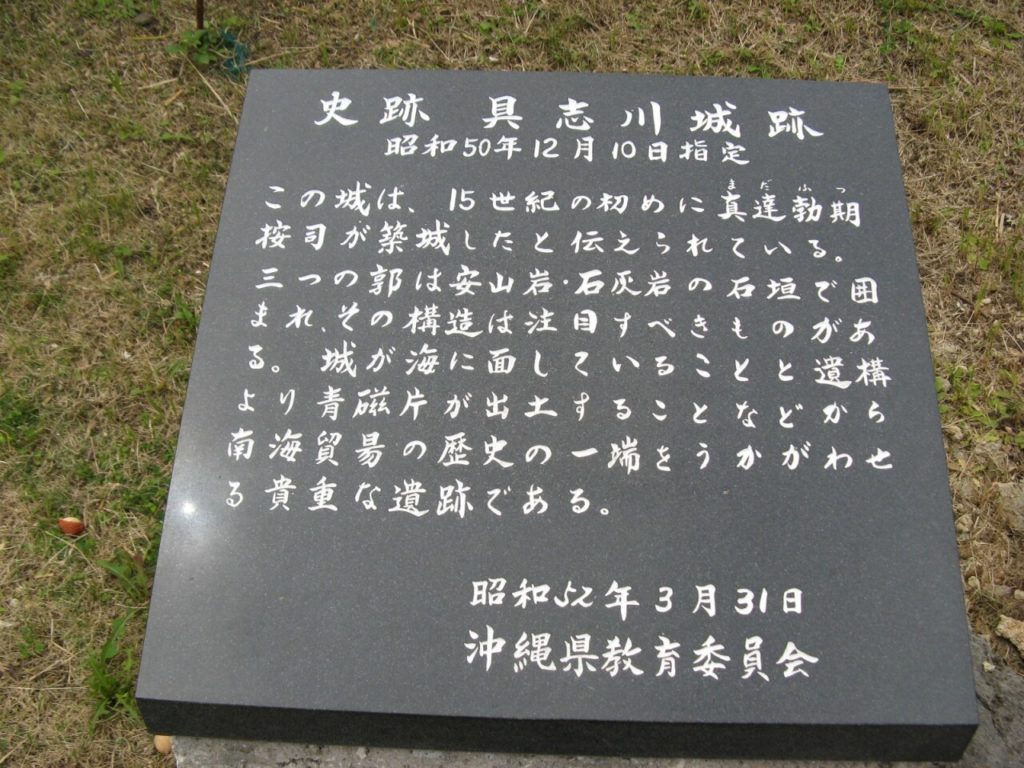 史跡 具志川城跡
昭和50年12月10日指定
この城は、15世紀の初めに真達勃期
まだふつ
按司が築城したと伝えられている。
三つの郭は安山岩・石灰岩の石垣で囲
まれ、その構造は注目すべきものがあ
る。 城が海に面していることと遺構
より青磁片が出土することなどから
南海貿易の歴史の一端をうかがわせ
る貴重な遺跡である。
昭和52年3月31日
沖縄県教育委員会